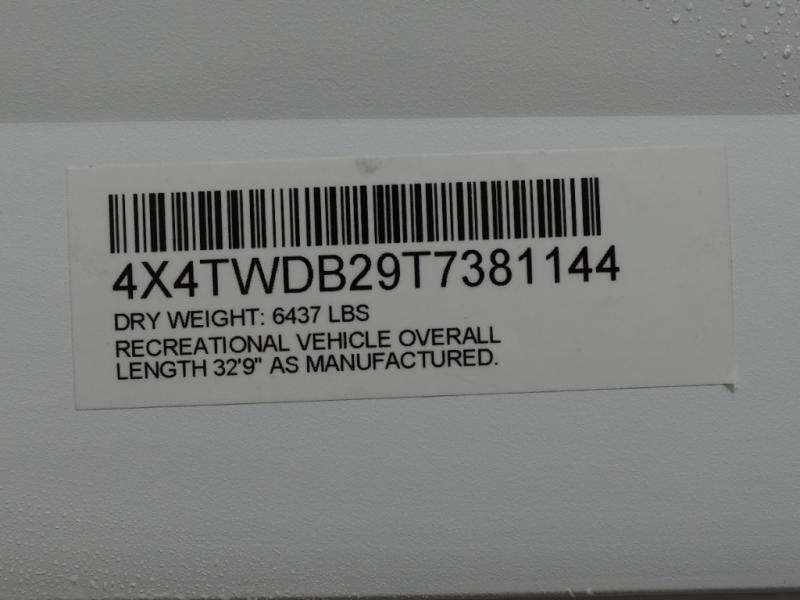 4X4TWDB29T7381144
DRY WEIGHT: 6437 LBS
RECREATIONAL VEHICLE OVERALL
LENGTH 32'9" AS MANUFACTURED.